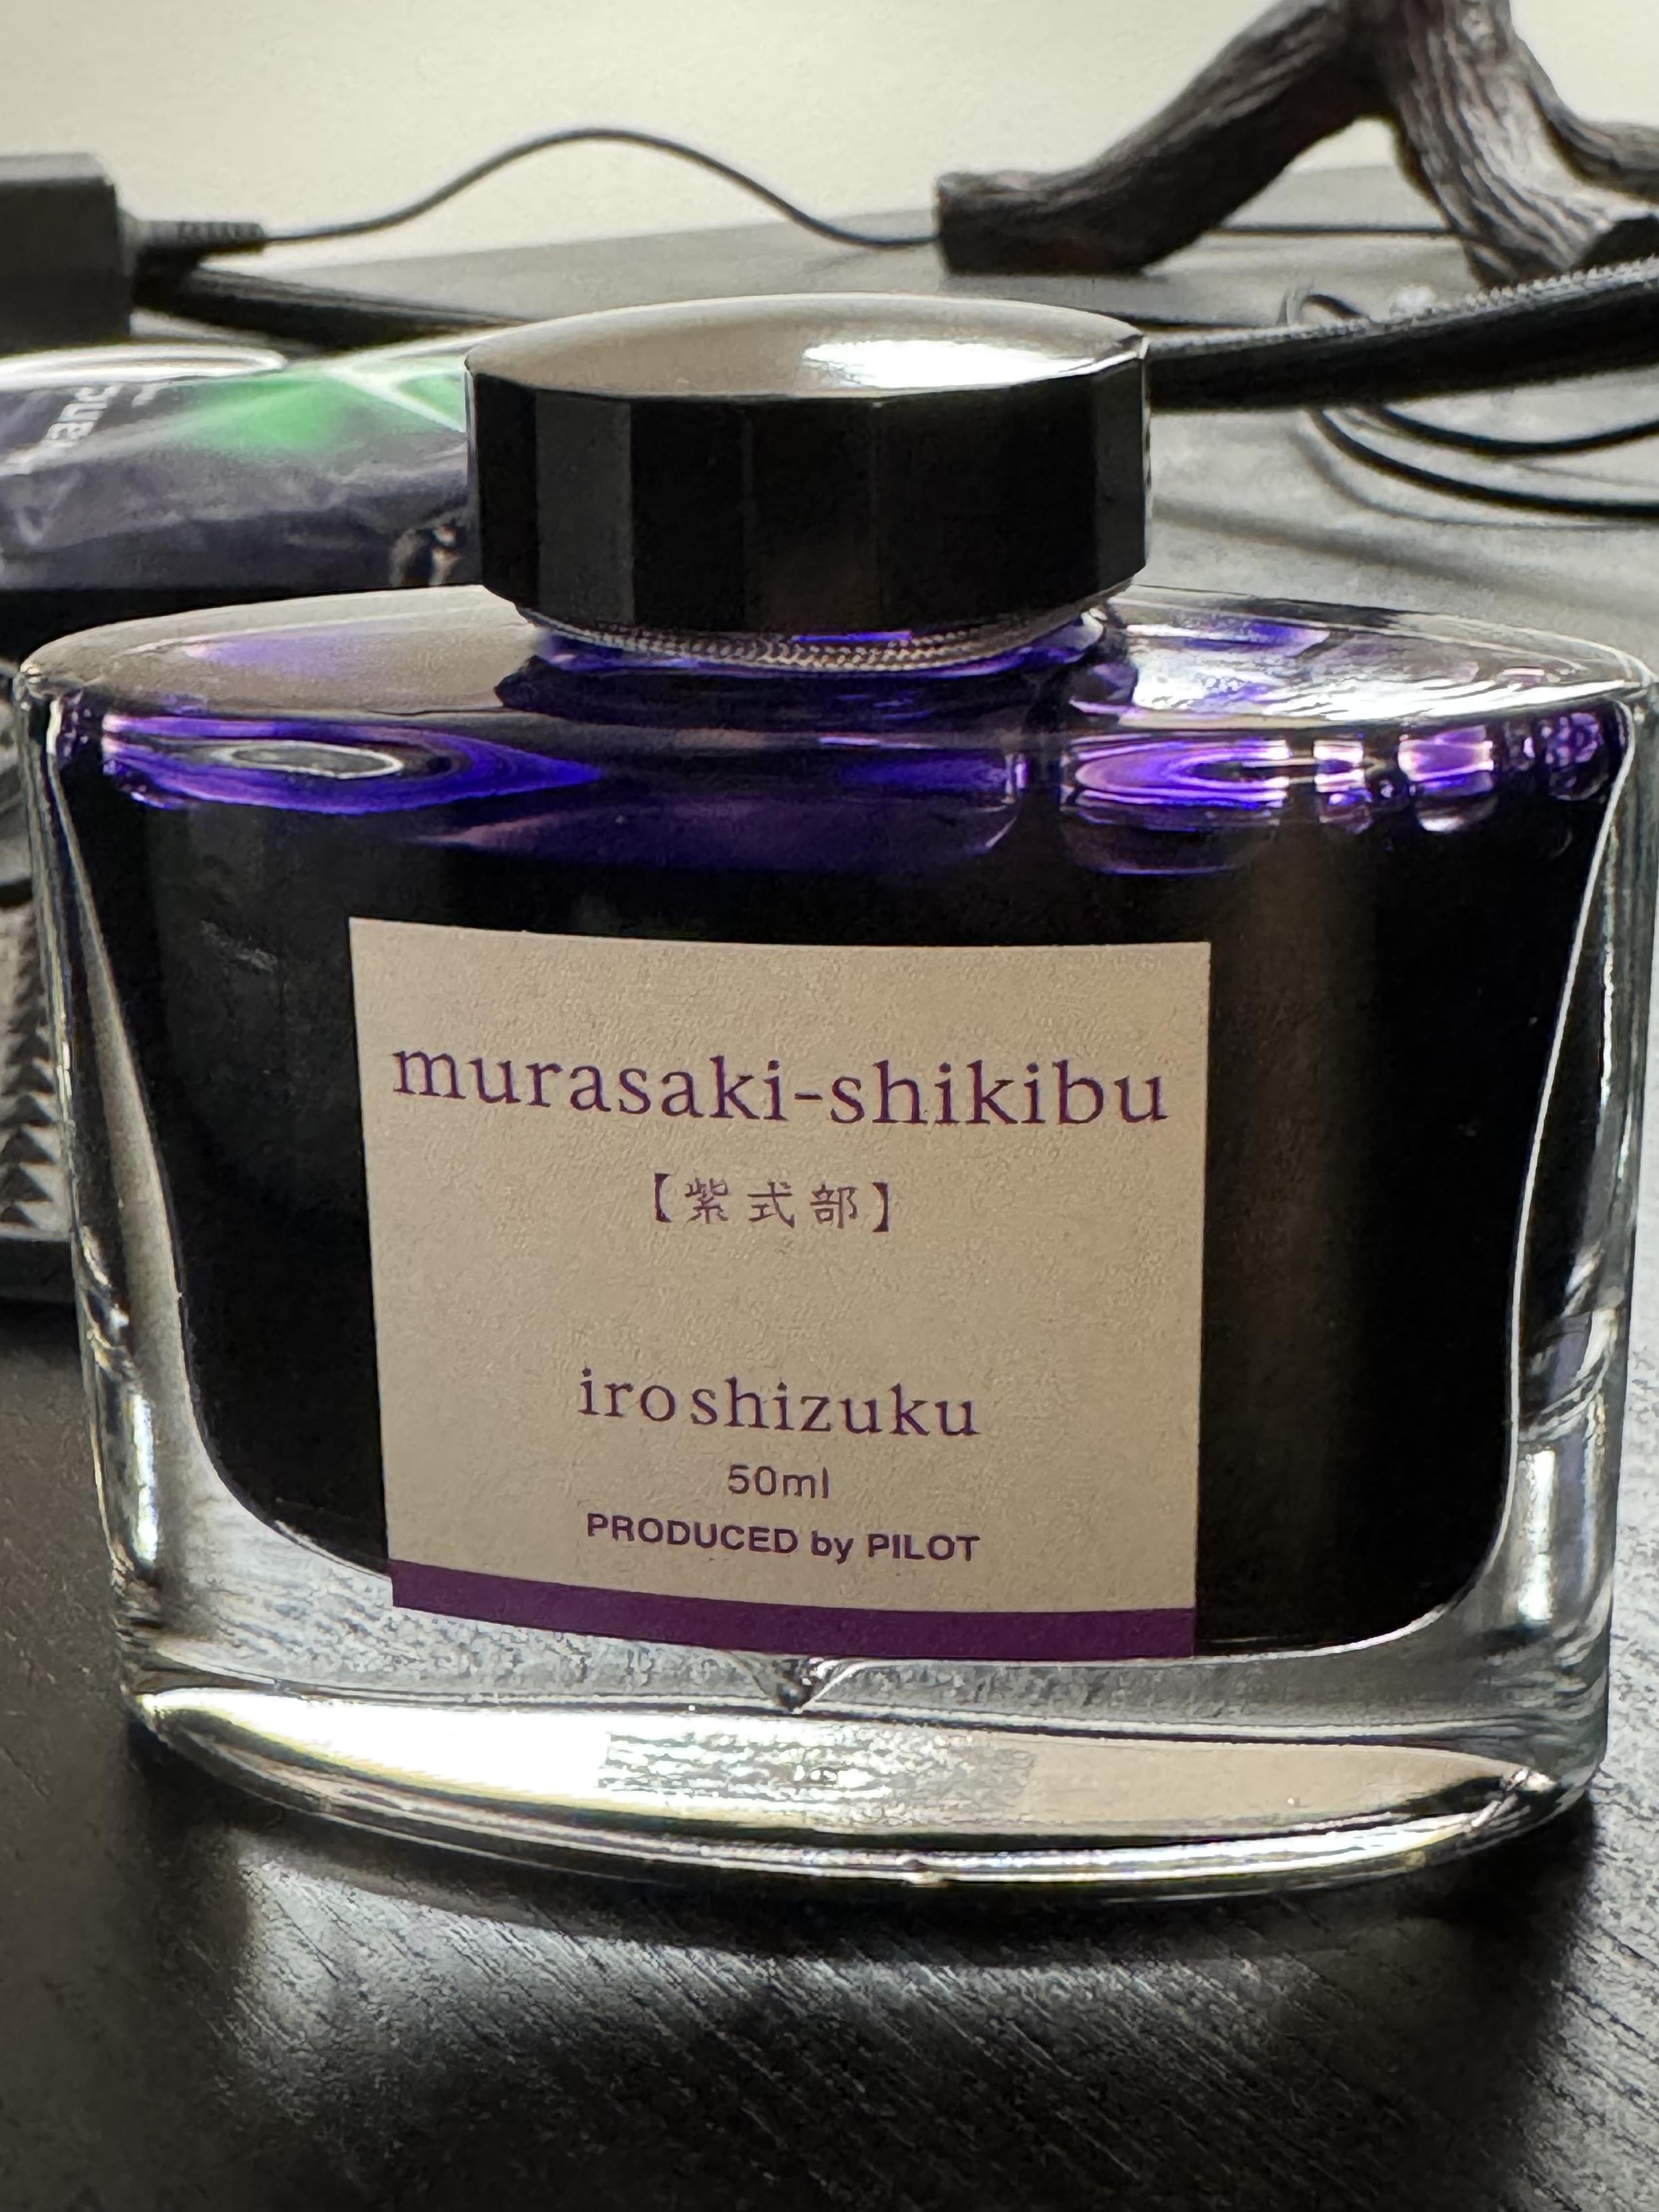 murasaki-shikibu
【紫式部】
iroshizuku
50ml
PRODUCED by PILOT